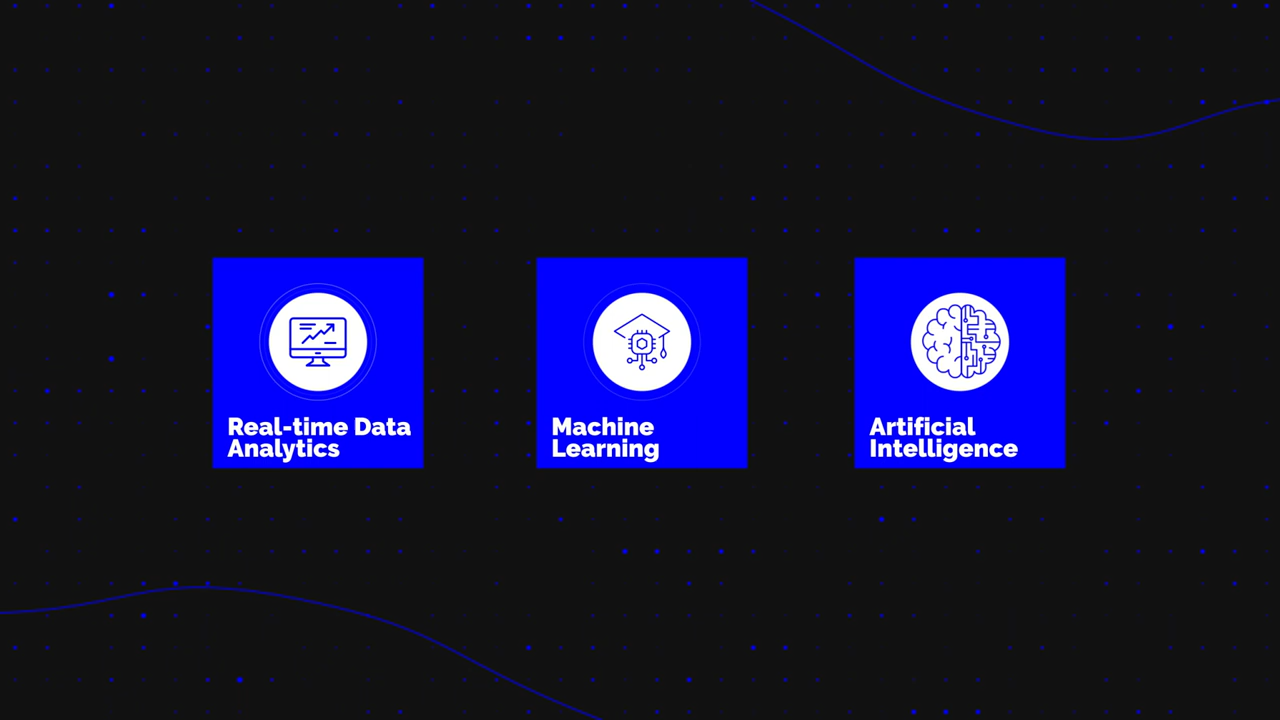 Real-time Data
Analytics
Machine
Learning
Artificial
Intelligence